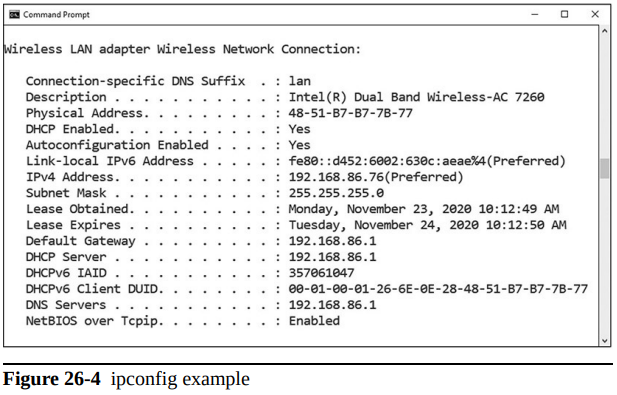 Command Prompt
Wireless LAN adapter Wireless Network Connection:
Connection-specific DNS Suffix . : lan
Description . . . . . . . . . . . : Intel(R) Dual Band Wireless-AC 7260
Physical Address. . . . . . . . . : 48-51-B7-B7-7B-77
DHCP Enabled. . . . . . . . . . . : Yes
Autoconfiguration Enabled . . . . : Yes
Link-local IPv6 Address . . . . . : fe80::d452:6002:630c:aeae%4(Preferred)
IPv4 Address. . . . . . . . . . . : 192.168.86.76(Preferred)
Subnet Mask . . . . . . . . . . . : 255.255.255.0
Lease Obtained. . . . . . . . . . : Monday, November 23, 2020 10:12:49 AM
Lease Expires . . . . . . . . . . : Tuesday, November 24, 2020 10:12:50 AM
Default Gateway . . . . . . . . . : 192.168.86.1
DHCP Server . . . . . . . . . . . : 192.168.86.1
DHCPv6 IAID . . . . . . . . . . . : 357061047
DHCPv6 Client DUID. . . . . . . . : 00-01-00-01-26-6E-0E-28-48-51-B7-B7-7B-77
DNS Servers . . . . . . . . . . . : 192.168.86.1
NetBIOS over Tcpip. . . . . . . . : Enabled
Figure 26-4 ipconfig example